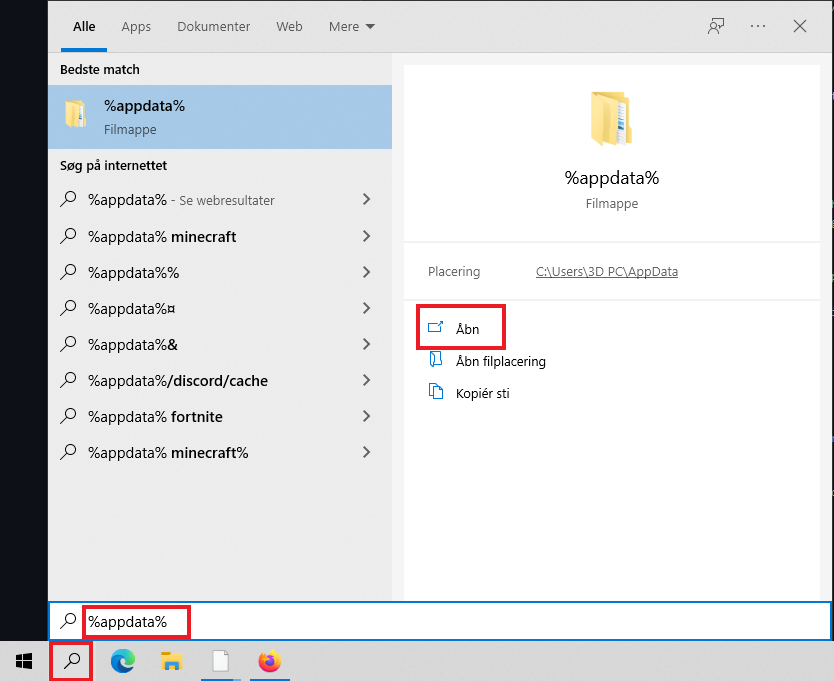 Alle Apps Dokumenter Web Mere
Bedste match
%appdata%
Filmappe
Søg på internettet
%appdata% - Se webresultater
%appdata% minecraft
%appdata%%
%appdata%¤
%appdata%&
%appdata%/discord/cache
%appdata% fortnite
%appdata% minecraft%
%appdata%
Filmappe
Placering C:\Users\3D PC\AppData
Åbn
Åbn filplacering
Kopiér sti
%appdata%